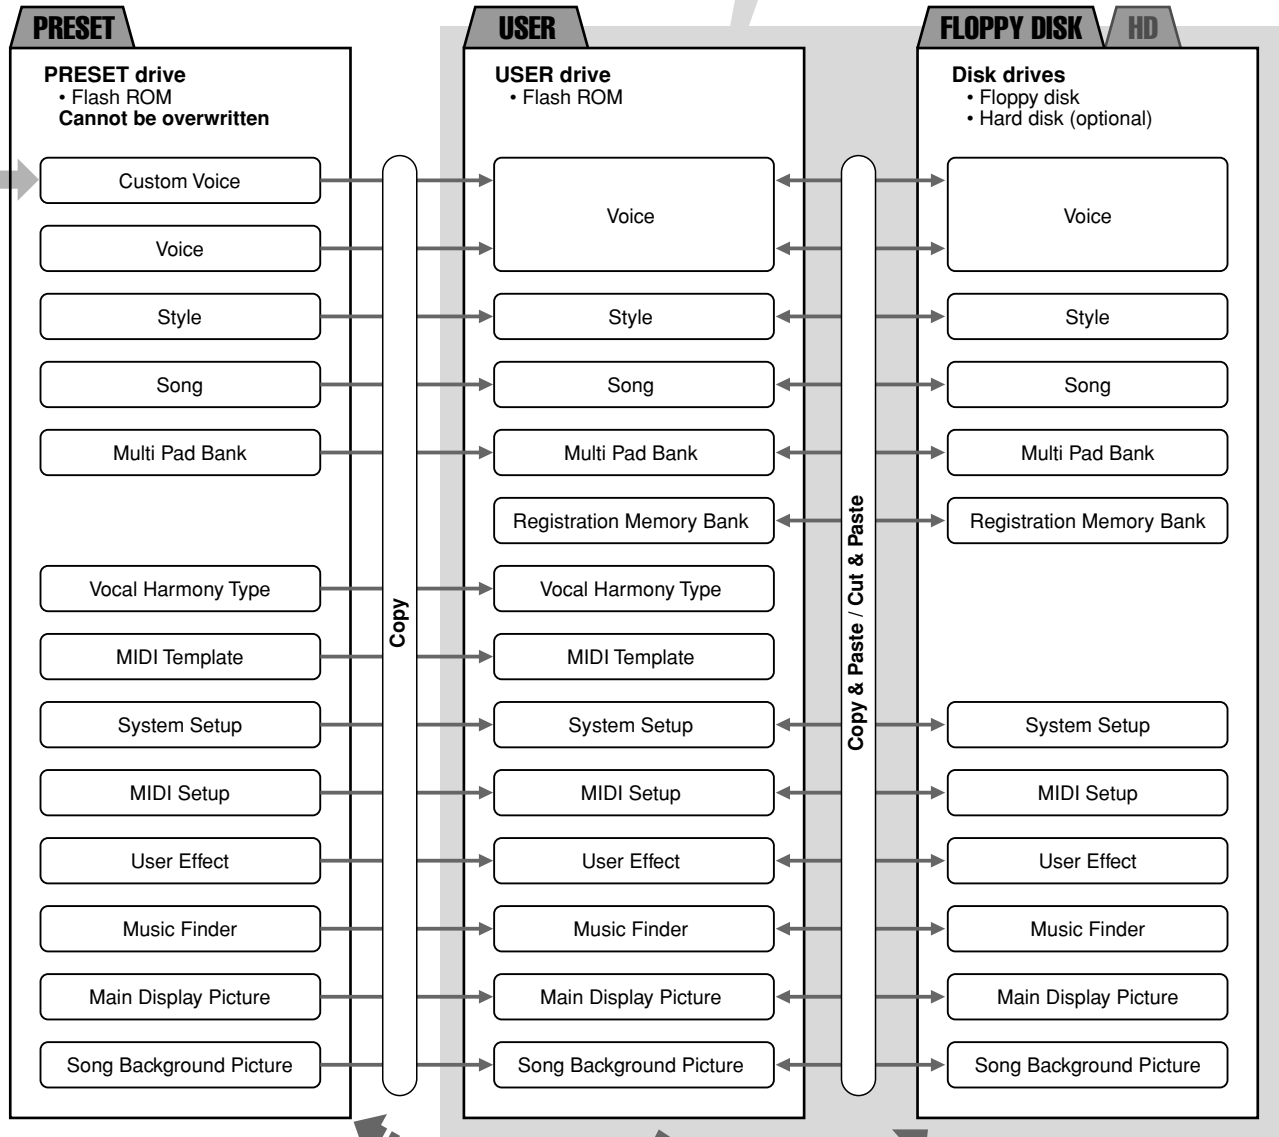 PRESET
PRESET drive
• Flash ROM
Cannot be overwritten
Custom Voice
Voice
Style
Song
Multi Pad Bank
Vocal Harmony Type
MIDI Template
System Setup
MIDI Setup
User Effect
Music Finder
Main Display Picture
Song Background Picture
Copy
USER
USER drive
• Flash ROM
Voice
Style
Song
Multi Pad Bank
Registration Memory Bank
Vocal Harmony Type
MIDI Template
System Setup
MIDI Setup
User Effect
Music Finder
Main Display Picture
Song Background Picture
Copy & Paste / Cut & Paste
FLOPPY DISK
HD
Disk drives
• Floppy disk
• Hard disk (optional)
Voice
Style
Song
Multi Pad Bank
Registration Memory Bank
System Setup
MIDI Setup
User Effect
Music Finder
Main Display Picture
Song Background Picture